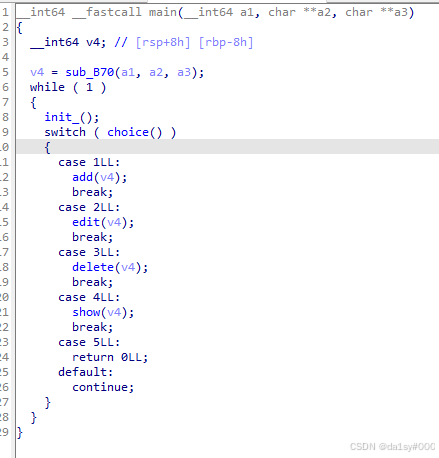 1 __int64 __fastcall main(__int64 a1, char **a2, char **a3)
2 {
3 __int64 v4; // [rsp+8h] [rbp-8h]
4
5 v4 = sub_B70(a1, a2, a3);
6 while ( 1 )
7 {
8 init_();
9 switch ( choice() )
10 {
11 case 1LL:
12 add(v4);
13 break;
14 case 2LL:
15 edit(v4);
16 break;
17 case 3LL:
18 delete(v4);
19 break;
20 case 4LL:
21 show(v4);
22 break;
23 case 5LL:
24 return 0LL;
25 default:
26 continue;
27 }
28 }
29 }
CSDN @da1sy#000